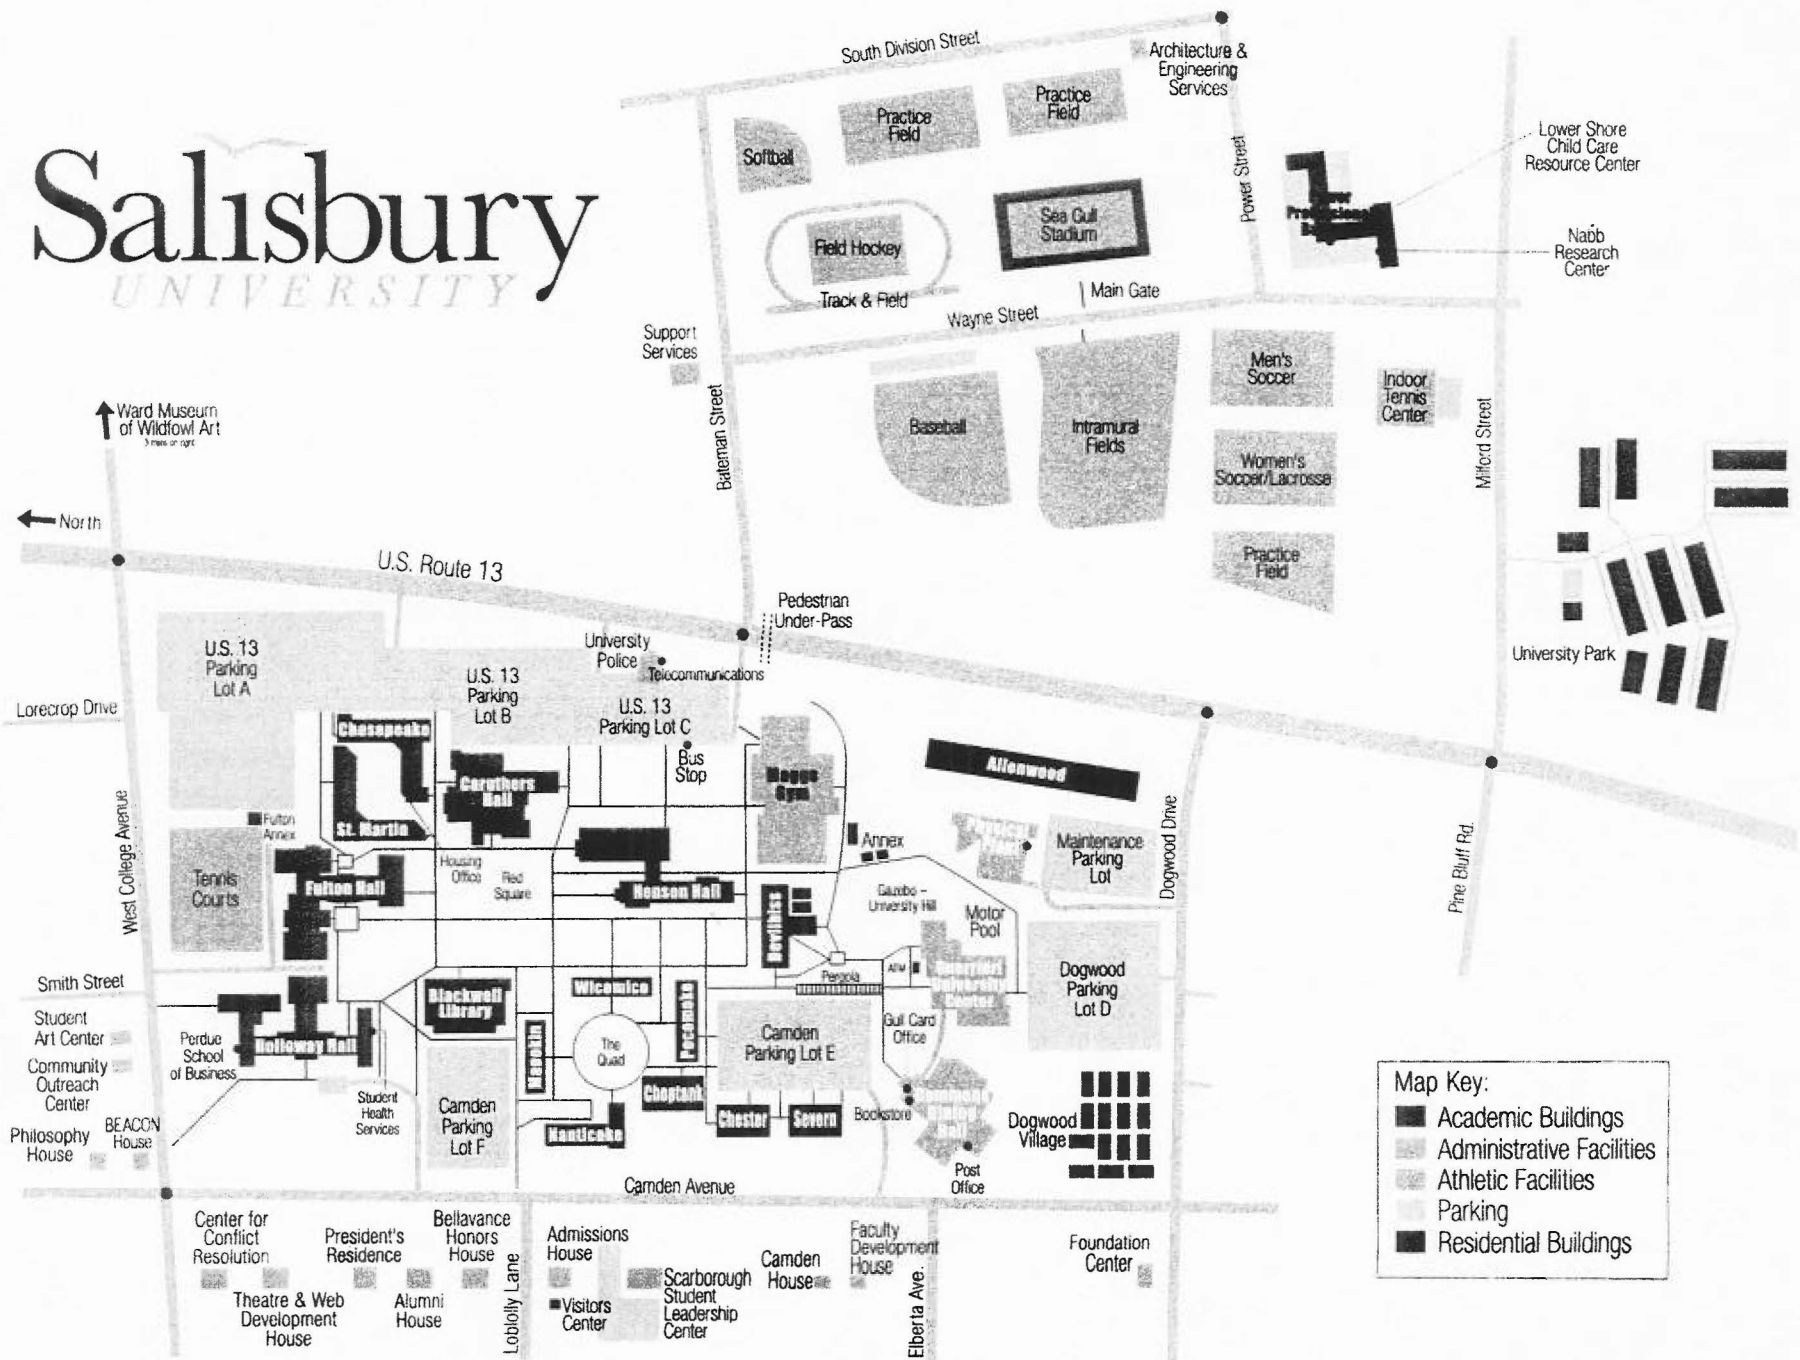 Salisbury
UNIVERSITY
South Division Street
Architecture &
Engineering
Services
Practice
Field
Practice
Field
Softball
Power Street
Lower Shore
Child Care
Resource Center
Nabb
Research
Center
Sea Gull
Stadium
Field Hockey
Track & Field
Main Gate
Wayne Street
Support
Services
Bateman Street
Baseball
Intramural
Fields
Men's
Soccer
Indoor
Tennis
Center
Women's
Soccer/Lacrosse
Practice
Field
Milford Street
University Park
Ward Museum
of Wildfowl Art
North
U.S. Route 13
Pedestrian
Under-Pass
U.S. 13
Parking
Lot A
U.S. 13
Parking
Lot B
University
Police
Telecommunications
U.S. 13
Parking Lot C
Bus
Stop
Lorecrop Drive
West College Avenue
Chesapeake
St. Martin
Caruthers
Hall
Maggs
Gym
Allenwood
Dogwood Drive
Pine Bluff Rd.
Fulton
Annex
Tennis
Courts
Fulton Hall
Housing
Office
Red
Square
Henson Hall
Annex
Maintenance
Parking
Lot
Devilbiss
Gazebo –
University Hill
Motor
Pool
Smith Street
Student
Art Center
Community
Outreach
Center
Perdue
School
of Business
Holloway Hall
Blackwell
Library
Wicomico
Pocomoke
Pergola
ATM
Guerrieri
University
Center
Dogwood
Parking
Lot D
Manokin
The
Quad
Camden
Parking Lot E
Gull Card
Office
Choptank
Chester
Severn
Nanticoke
Bookstore
Commons
Post
Office
Dogwood
Village
Student
Health
Services
Camden
Parking
Lot F
Philosophy
House
BEACON
House
Camden Avenue
Center for
Conflict
Resolution
Theatre & Web
Development
House
President's
Residence
Alumni
House
Bellavance
Honors
House
Loblolly Lane
Admissions
House
Visitors
Center
Scarborough
Student
Leadership
Center
Camden
House
Faculty
Development
House
Elberta Ave.
Foundation
Center
Map Key:
Academic Buildings
Administrative Facilities
Athletic Facilities
Parking
Residential Buildings